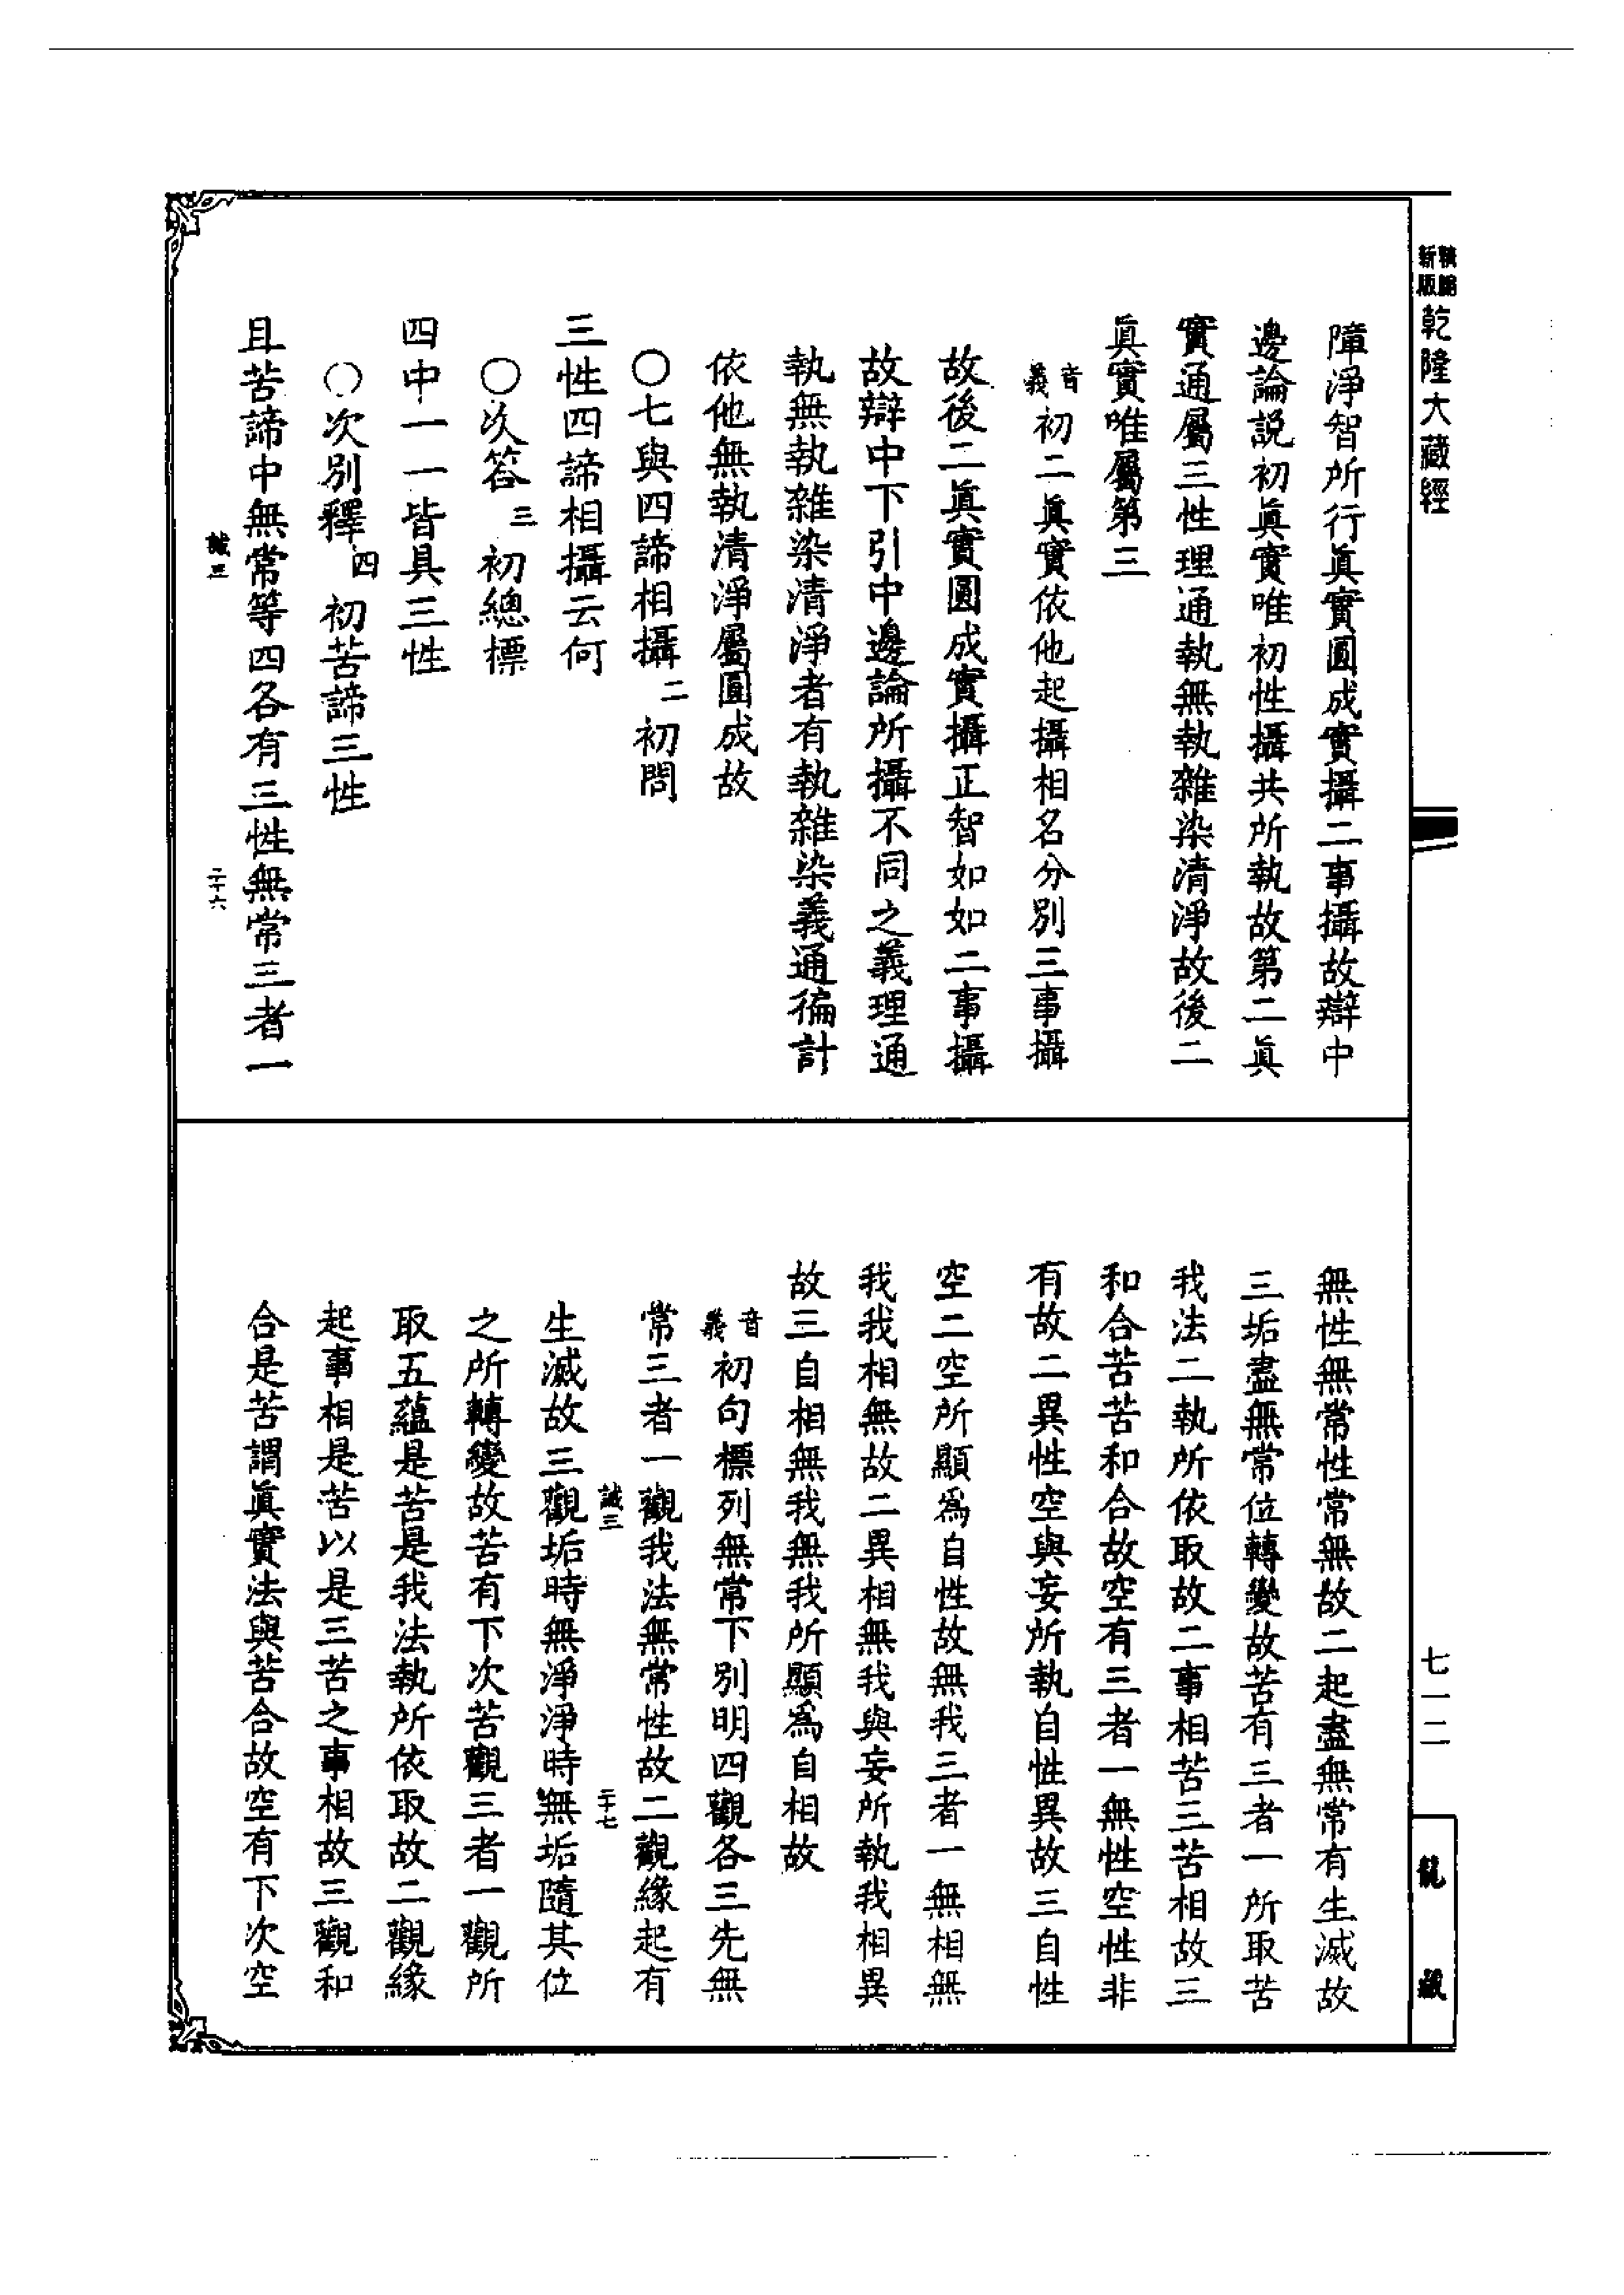 新版
乾隆大藏經
障淨智所行眞實圓成實攝二事攝故辯中
邊論說初眞實唯初性攝共所執故第二眞
實通屬三性理通執無執雜染清淨故後二
眞實唯屬第三
音義初二眞實依他起攝相名分別三事攝
故後二眞實圓成實攝正智如如二事攝
故辯中下引中邊論所攝不同之義理通
執無執雜染清淨者有執雜染義通徧計
依他無執清淨屬圓成故
〇七與四諦相攝二初問
三性四諦相攝云何
〇次答三初總標
四中一一皆具三性
〇次別釋四初苦諦三性
且苦諦中無常等四各有三性無常三者一
誠三
二十六
無性無常性常無故二起盡無常有生滅故
三垢盡無常位轉變故苦有三者一所取苦
我法二執所依取故二事相苦三苦相故三
和合苦苦和合故空有三者一無性空性非
有故二異性空與妄所執自性異故三自性
空二空所顯爲自性故無我三者一無相無
我我相無故二異相無我與妄所執我相異
故三自相無我無我所顯爲自相故
音義初句標列無常下別明四觀各三先無
常三者一觀我法無常性故二觀緣起有
誠三
二十七
生滅故三觀垢時無淨淨時無垢隨其位
之所轉變故苦有下次苦觀三者一觀所
取五蘊是苦是我法執所依取故二觀緣
起事相是苦以是三苦之事相故三觀和
合是苦謂眞實法與苦合故空有下次空
七一二
龍藏